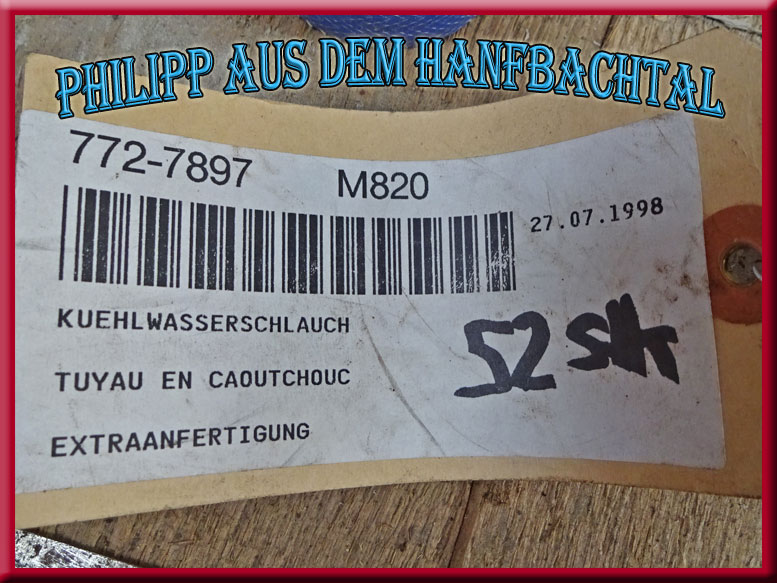 PHILIPP AUS DEM HANFBACHTAL
772-7897 M820
27.07.1998
KUEHLWASSERSCHLAUCH
TUYAU EN CAOUTCHOUC
EXTRAANFERTIGUNG
52 Stk